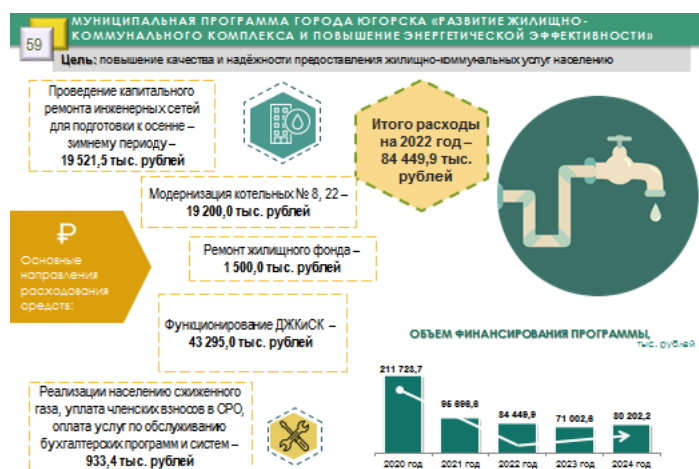 59
МУНИЦИПАЛЬНАЯ ПРОГРАММА ГОРОДА ЮГОРСКА «РАЗВИТИЕ ЖИЛИЩНО-
КОММУНАЛЬНОГО КОМПЛЕКСА И ПОВЫШЕНИЕ ЭНЕРГЕТИЧЕСКОЙ ЭФФЕКТИВНОСТИ»
Цель: повышение качества и надёжности предоставления жилищно-коммунальных услуг населению
Проведение капитального
ремонта инженерных сетей
для подготовки к осенне –
зимнему периоду –
19 521,5 тыс. рублей
Итого расходы
на 2022 год –
84 449,9 тыс.
рублей
Модернизация котельных № 8, 22 –
19 200,0 тыс. рублей
₽
Основные
направления
расходования
средств:
Ремонт жилищного фонда –
1 500,0 тыс. рублей
Функционирование ДЖКиСК –
43 295,0 тыс. рублей
Реализации населению сжиженного
газа, уплата членских взносов в СРО,
оплата услуг по обслуживанию
бухгалтерских программ и систем –
933,4 тыс. рублей
ОБЪЕМ ФИНАНСИРОВАНИЯ ПРОГРАММЫ,
тыс. рублей
211 723,7
95 696,6
84 449,9
71 002,6
80 202,2
2020 год
2021 год
2022 год
2023 год
2024 год